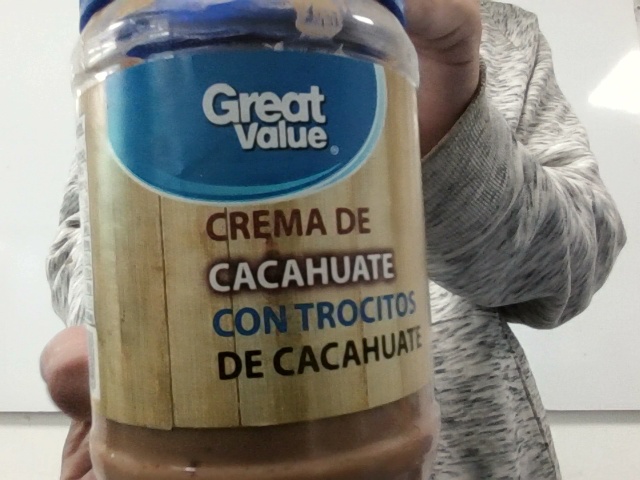 Great
Value®
CREMA DE
CACAHUATE
CON TROCITOS
DE CACAHUATE